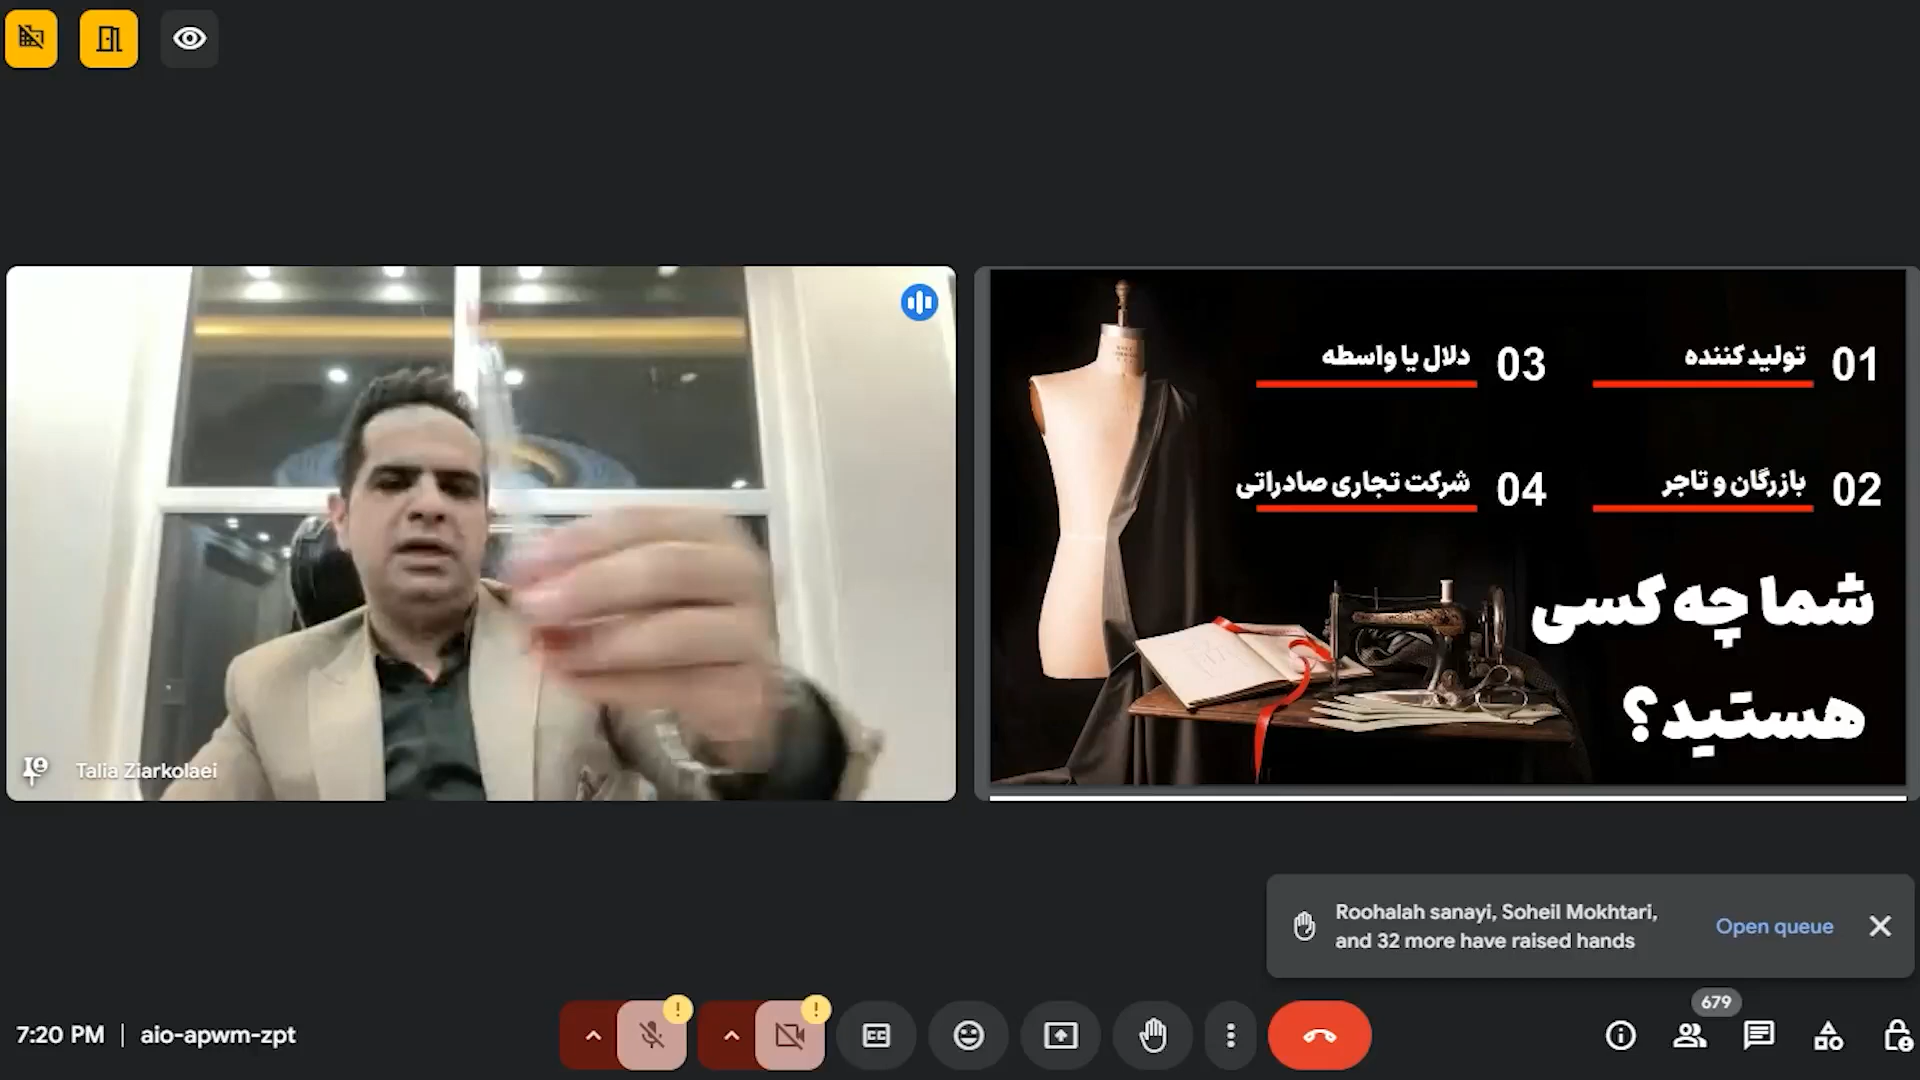 Talia Ziarkolaei
01 تولید کننده
03 دلال یا واسطه
02 بازرگان و تاجر
04 شرکت تجاری صادراتی
شما چه کسی
هستید؟
Roohalah sanayi, Soheil Mokhtari,
and 32 more have raised hands
Open queue
679
7:20 PM | aio-apwm-zpt